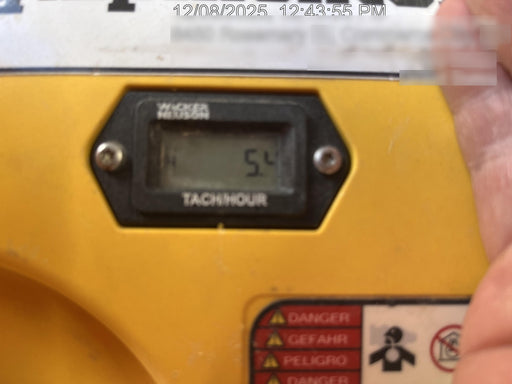 12/08/2025 12:43:55 PM
WACKER
NEUSON
5.4
TACH/HOUR
DANGER
GEFAHR
PELIGRO
DANGER